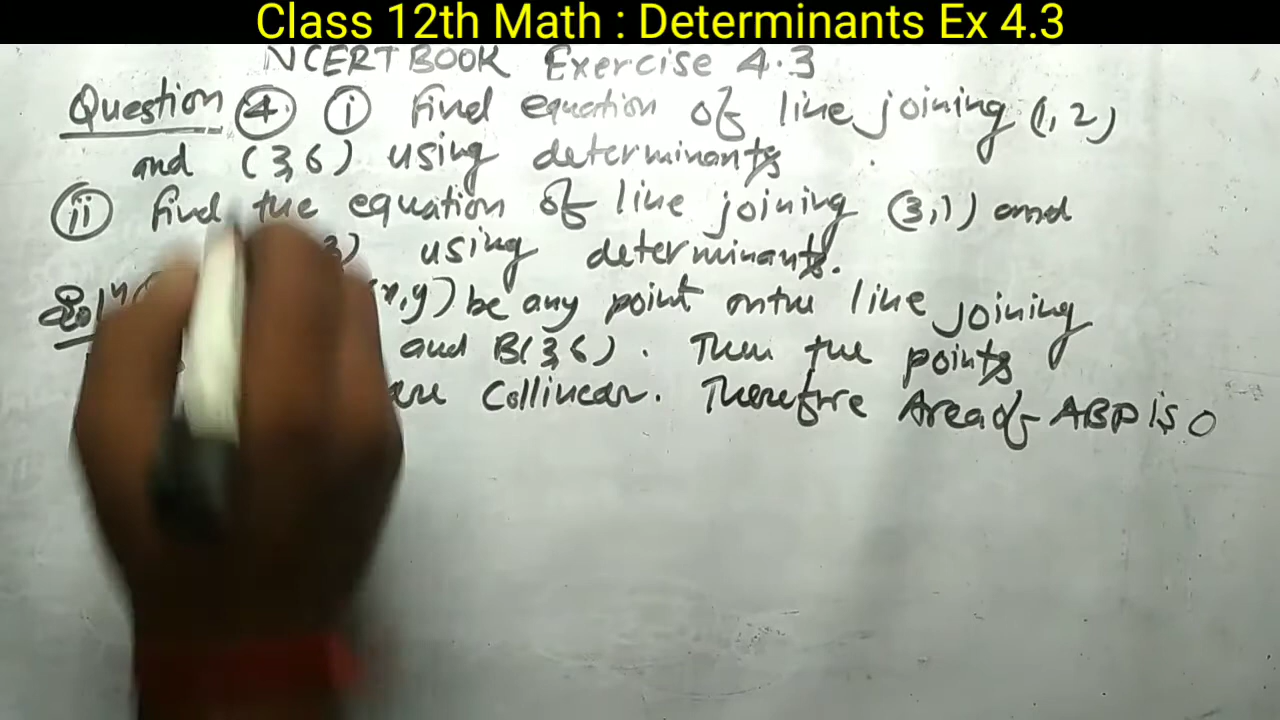 Class 12th Math : Determinants Ex 4.3
NCERT BOOK Exercise 4.3
Question 4. i Find equation of line joining (1, 2)
and (3,6) using determinants
ii Find the equation of line joining (3,1) and
3) using determinants.
Soln (x,y) be any point on the line joining
and B(3,6). Then the points
are Collinear. Therefore Area of ABP is 0